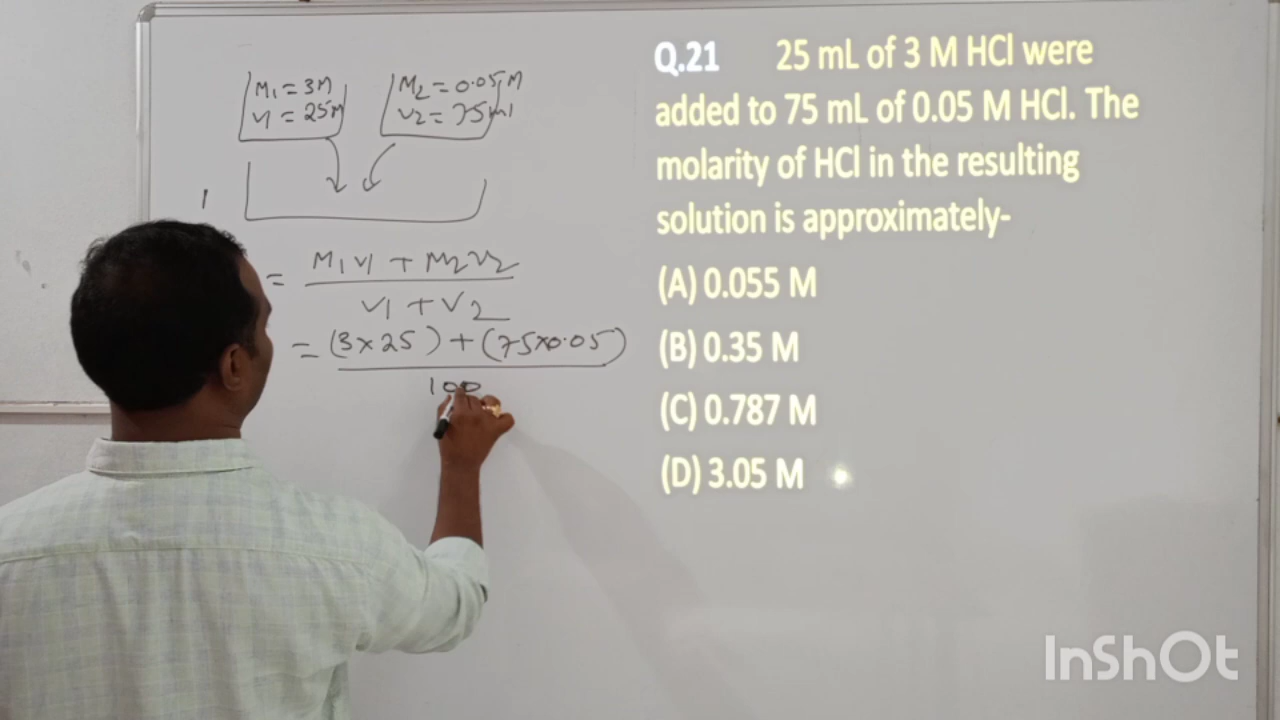 M₁ = 3M
V₁ = 25M
M₂ = 0.05M
V₂ = 75ml
= M₁V₁ + M₂V₂
V₁ + V₂
= (3 × 25) + (75×0.05)
100
Q.21 25 mL of 3 M HCl were
added to 75 mL of 0.05 M HCl. The
molarity of HCl in the resulting
solution is approximately-
(A) 0.055 M
(B) 0.35 M
(C) 0.787 M
(D) 3.05 M
InShOt